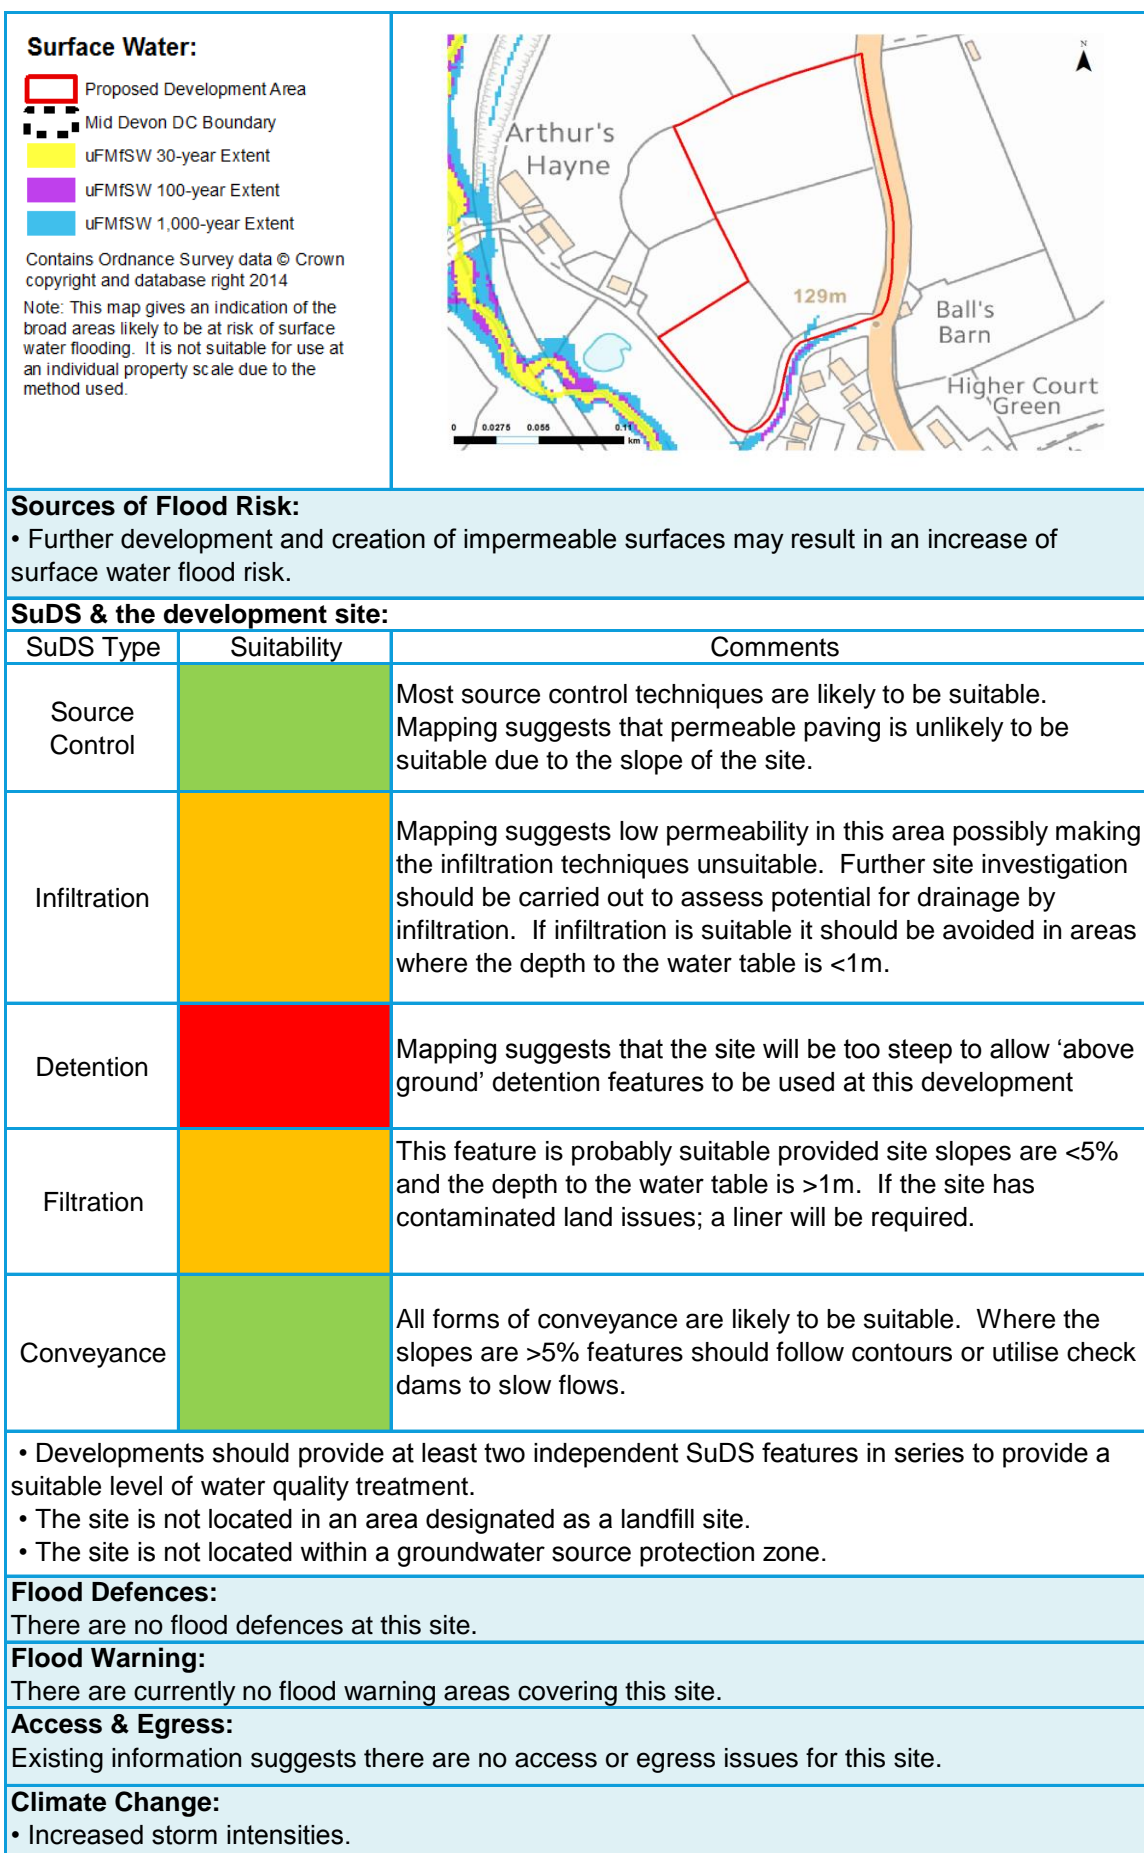 Surface Water:
Proposed Development Area
Mid Devon DC Boundary
uFMfSW 30-year Extent
uFMfSW 100-year Extent
uFMfSW 1,000-year Extent
Contains Ordnance Survey data © Crown
copyright and database right 2014
Note: This map gives an indication of the
broad areas likely to be at risk of surface
water flooding. It is not suitable for use at
an individual property scale due to the
method used.
N
Arthur's
Hayne
129m
Ball's
Barn
Higher Court
Green
0 0.0275 0.055 0.11
km
Sources of Flood Risk:
• Further development and creation of impermeable surfaces may result in an increase of
surface water flood risk.
SuDS & the development site:
SuDS Type Suitability Comments
Source
Control
Most source control techniques are likely to be suitable.
Mapping suggests that permeable paving is unlikely to be
suitable due to the slope of the site.
Infiltration
Mapping suggests low permeability in this area possibly making
the infiltration techniques unsuitable. Further site investigation
should be carried out to assess potential for drainage by
infiltration. If infiltration is suitable it should be avoided in areas
where the depth to the water table is <1m.
Detention
Mapping suggests that the site will be too steep to allow ‘above
ground’ detention features to be used at this development
Filtration
This feature is probably suitable provided site slopes are <5%
and the depth to the water table is >1m. If the site has
contaminated land issues; a liner will be required.
Conveyance
All forms of conveyance are likely to be suitable. Where the
slopes are >5% features should follow contours or utilise check
dams to slow flows.
• Developments should provide at least two independent SuDS features in series to provide a
suitable level of water quality treatment.
• The site is not located in an area designated as a landfill site.
• The site is not located within a groundwater source protection zone.
Flood Defences:
There are no flood defences at this site.
Flood Warning:
There are currently no flood warning areas covering this site.
Access & Egress:
Existing information suggests there are no access or egress issues for this site.
Climate Change:
• Increased storm intensities.